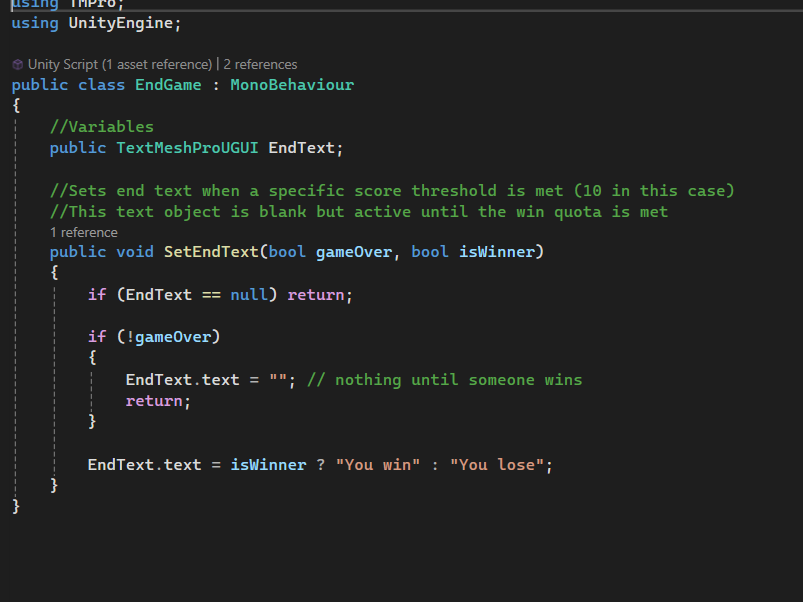 using TMPro;
using UnityEngine;
Unity Script (1 asset reference) | 2 references
public class EndGame : MonoBehaviour
{
//Variables
public TextMeshProUGUI EndText;
//Sets end text when a specific score threshold is met (10 in this case)
//This text object is blank but active until the win quota is met
1 reference
public void SetEndText(bool gameOver, bool isWinner)
{
if (EndText == null) return;
if (!gameOver)
{
EndText.text = ""; // nothing until someone wins
return;
}
EndText.text = isWinner ? "You win" : "You lose";
}
}